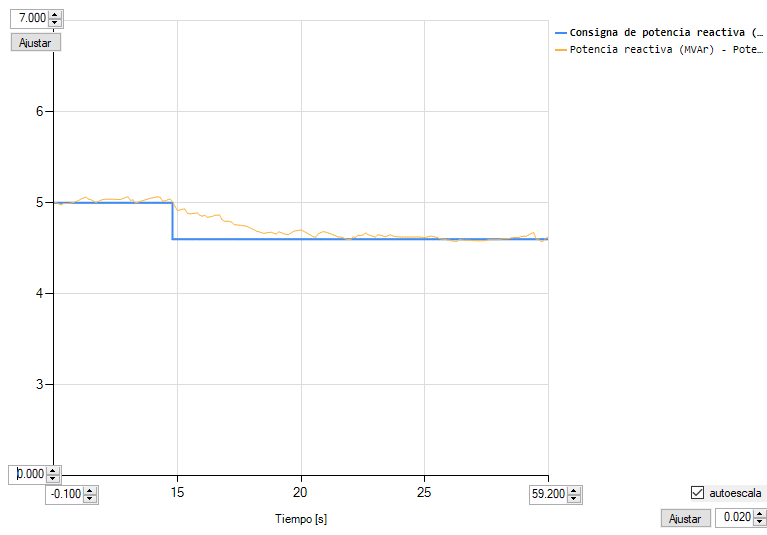 7.000
Ajustar
Consigna de potencia reactiva (…
Potencia reactiva (MVAr) - Pote…
6
5
4
3
0.000
-0.100
15
20
25
59.200
Tiempo [s]
autoescala
Ajustar
0.020